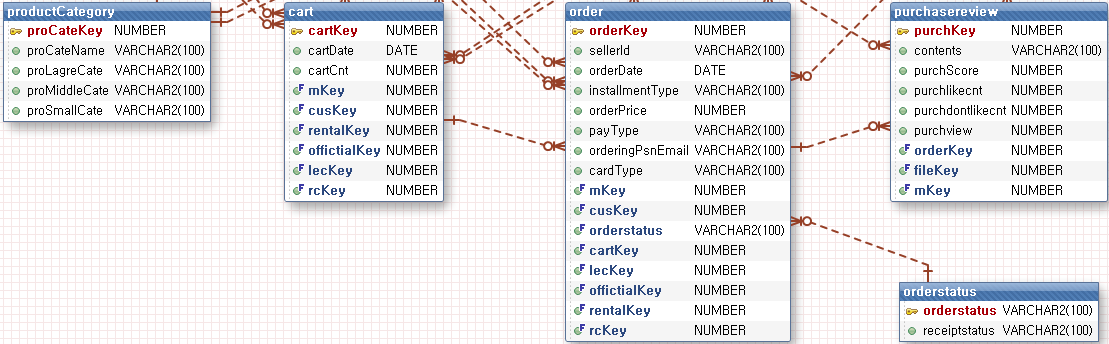 productCategory
proCateKey NUMBER
proCateName VARCHAR2(100)
proLagreCate VARCHAR2(100)
proMiddleCate VARCHAR2(100)
proSmallCate VARCHAR2(100)
cart
cartKey NUMBER
cartDate DATE
cartCnt NUMBER
mKey NUMBER
cusKey NUMBER
rentalKey NUMBER
offictialKey NUMBER
lecKey NUMBER
rcKey NUMBER
order
orderKey NUMBER
sellerId NUMBER
orderDate DATE
installmentType VARCHAR2(100)
orderPrice NUMBER
payType VARCHAR2(100)
orderingPsnEmail VARCHAR2(100)
cardType VARCHAR2(100)
mKey NUMBER
cusKey NUMBER
orderstatus VARCHAR2(100)
cartKey NUMBER
lecKey NUMBER
offictialKey NUMBER
rentalKey NUMBER
rcKey NUMBER
purchasereview
purchKey NUMBER
contents VARCHAR2(100)
purchScore NUMBER
purchlikecnt NUMBER
purchdontlikecnt NUMBER
purchview NUMBER
orderKey NUMBER
fileKey NUMBER
mKey NUMBER
orderstatus
orderstatus VARCHAR2(100)
receiptstatus VARCHAR2(100)